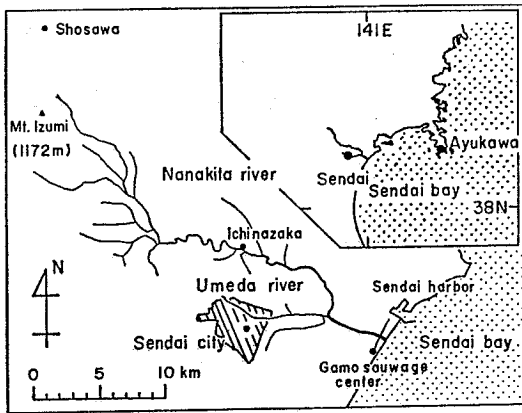 Shosawa
141E
Mt. Izumi
(1172m)
Ayukawa
Nanakita river
Sendai
Sendai bay
38N
Ichinazaka
N
Umeda river
Sendai harbor
Sendai city
Sendai bay
Gamo sauwage
center
0 5 10 km